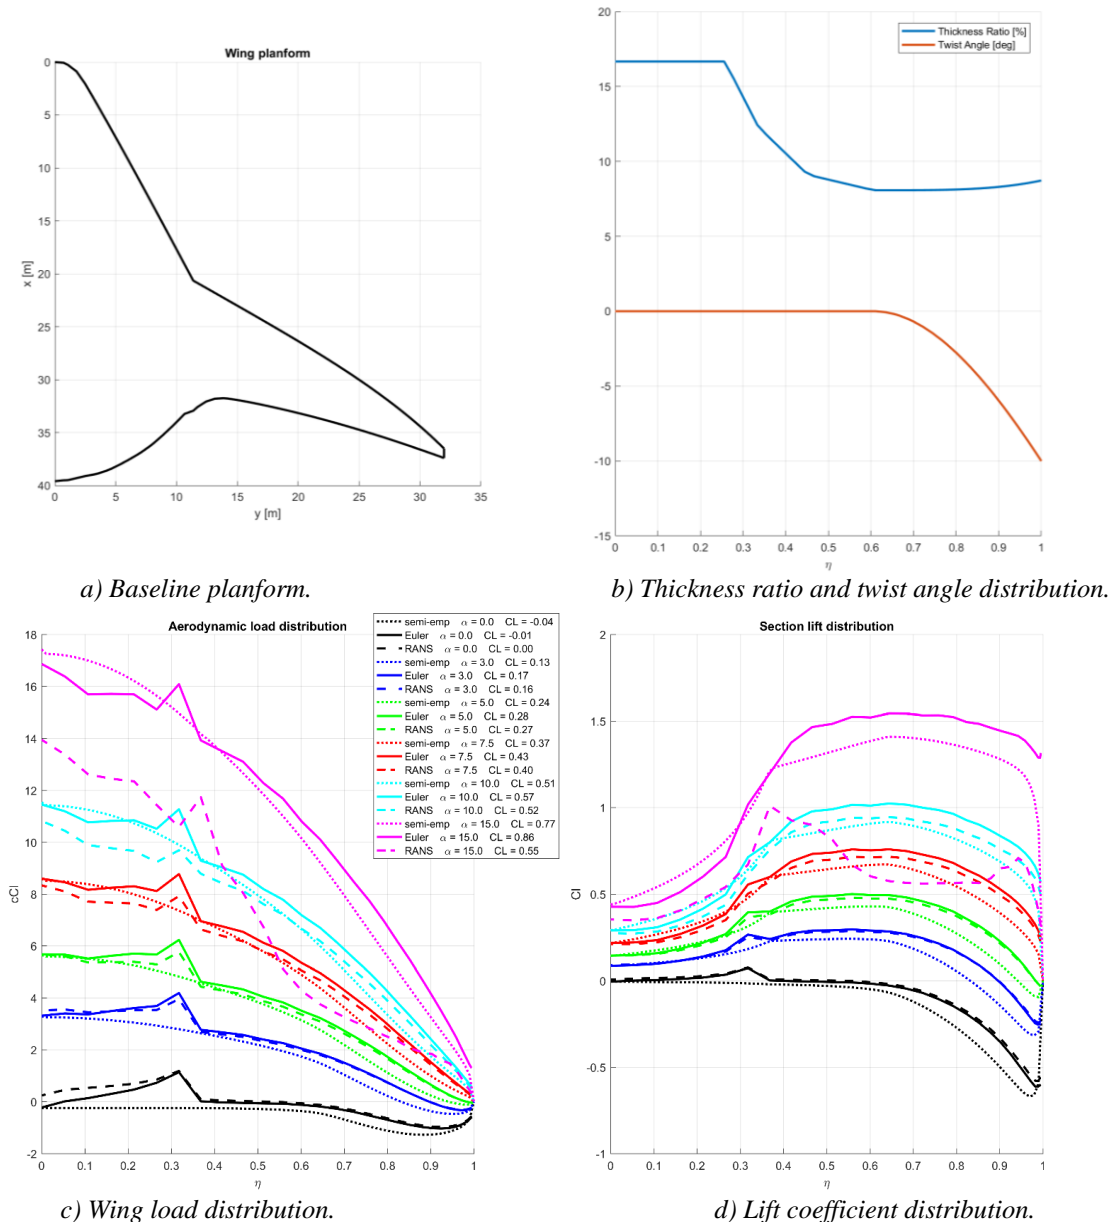 Wing planform
0
5
10
15
20
25
30
35
40
x [m]
0 5 10 15 20 25 30 35
y [m]
20
15
10
5
0
-5
-10
-15
Thickness Ratio [%]
Twist Angle [deg]
0 0.1 0.2 0.3 0.4 0.5 0.6 0.7 0.8 0.9 1
η
a) Baseline planform.
b) Thickness ratio and twist angle distribution.
Aerodynamic load distribution
18
16
14
12
10
8
6
4
2
0
-2
cCl
semi-emp α = 0.0 CL = -0.04
Euler α = 0.0 CL = -0.01
RANS α = 0.0 CL = 0.00
semi-emp α = 3.0 CL = 0.13
Euler α = 3.0 CL = 0.17
RANS α = 3.0 CL = 0.16
semi-emp α = 5.0 CL = 0.24
Euler α = 5.0 CL = 0.28
RANS α = 5.0 CL = 0.27
semi-emp α = 7.5 CL = 0.37
Euler α = 7.5 CL = 0.43
RANS α = 7.5 CL = 0.40
semi-emp α = 10.0 CL = 0.51
Euler α = 10.0 CL = 0.57
RANS α = 10.0 CL = 0.52
semi-emp α = 15.0 CL = 0.77
Euler α = 15.0 CL = 0.86
RANS α = 15.0 CL = 0.55
0 0.1 0.2 0.3 0.4 0.5 0.6 0.7 0.8 0.9 1
η
Section lift distribution
2
1.5
1
0.5
0
-0.5
-1
Cl
0 0.1 0.2 0.3 0.4 0.5 0.6 0.7 0.8 0.9 1
η
c) Wing load distribution.
d) Lift coefficient distribution.